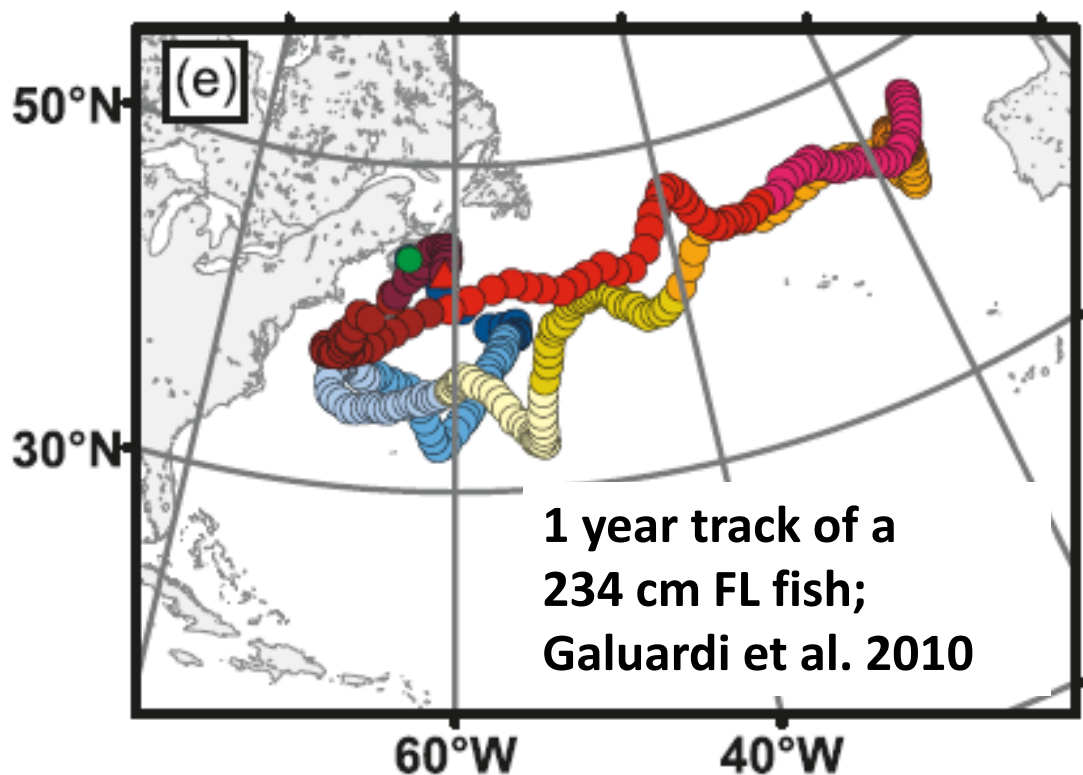 (e)
50°N
30°N
1 year track of a
234 cm FL fish;
Galuardi et al. 2010
60°W
40°W